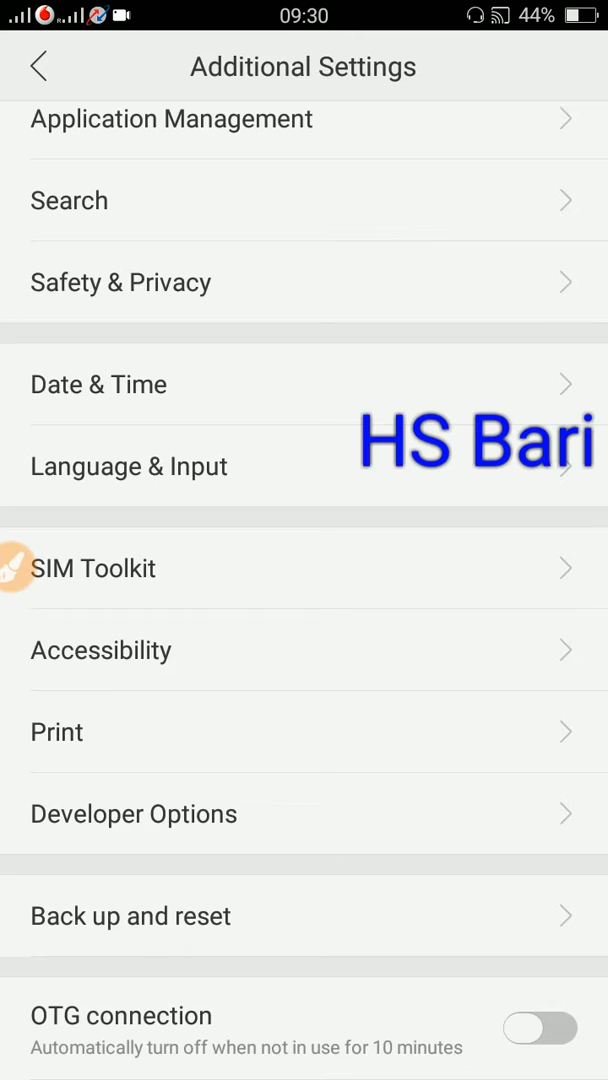 09:30
44%
Additional Settings
Application Management
Search
Safety & Privacy
Date & Time
HS Bari
Language & Input
SIM Toolkit
Accessibility
Print
Developer Options
Back up and reset
OTG connection
Automatically turn off when not in use for 10 minutes